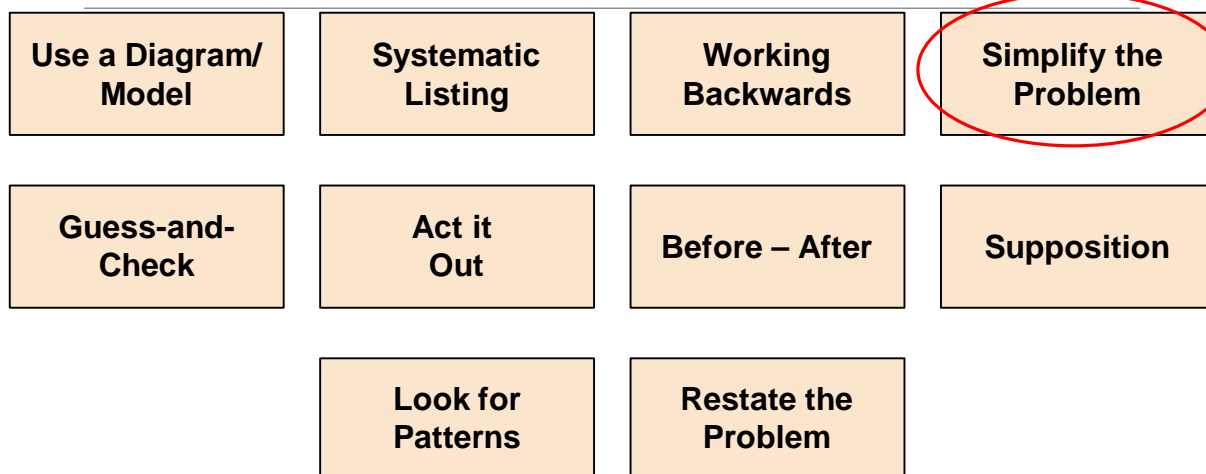 Use a Diagram/
Model
Systematic
Listing
Working
Backwards
Simplify the
Problem
Guess-and-
Check
Act it
Out
Before – After
Supposition
Look for
Patterns
Restate the
Problem